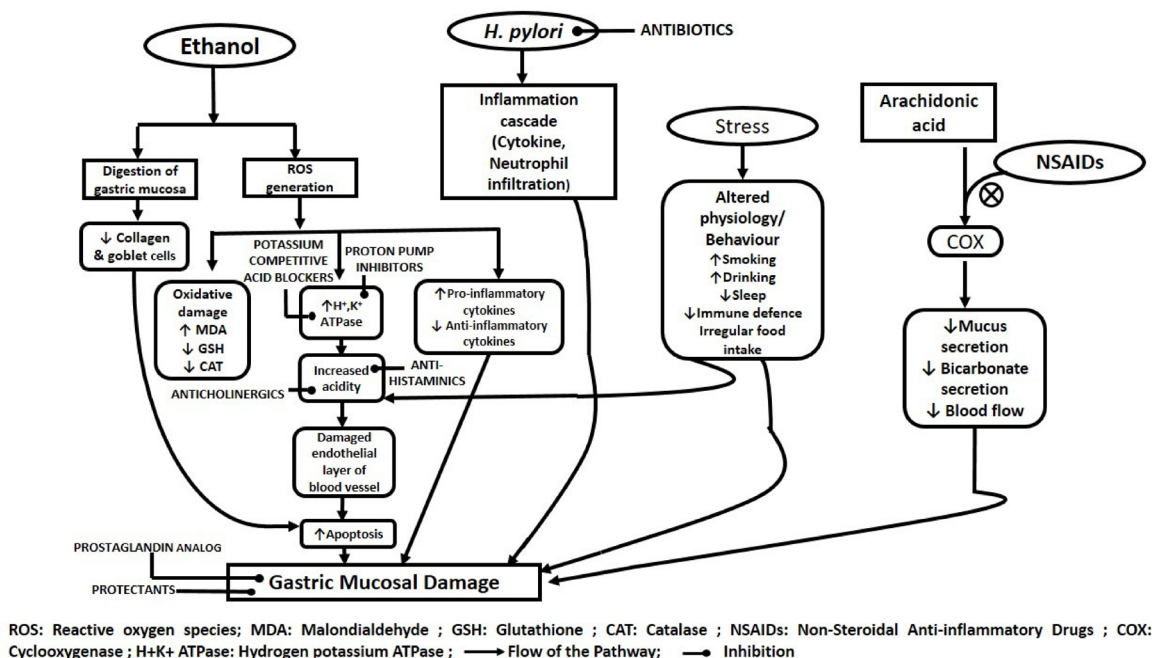 Ethanol
H. pylori
ANTIBIOTICS
Inflammation
cascade
(Cytokine,
Neutrophil
infiltration)
Stress
Arachidonic
acid
NSAIDs
Digestion of
gastric mucosa
ROS
generation
↓ Collagen
& goblet cells
Oxidative
damage
↑ MDA
↓ GSH
↓ CAT
POTASSIUM
COMPETITIVE
ACID BLOCKERS
PROTON PUMP
INHIBITORS
↑H⁺,K⁺
ATPase
↑ Pro-inflammatory
cytokines
↓ Anti-inflammatory
cytokines
Altered
physiology/
Behaviour
↑Smoking
↑Drinking
↓Sleep
↓Immune defence
Irregular food
intake
COX
↓Mucus
secretion
↓ Bicarbonate
secretion
↓ Blood flow
Increased
acidity
ANTI-
HISTAMINICS
ANTICHOLINERGICS
Damaged
endothelial
layer of
blood vessel
↑Apoptosis
PROSTAGLANDIN ANALOG
PROTECTANTS
Gastric Mucosal Damage
ROS: Reactive oxygen species; MDA: Malondialdehyde ; GSH: Glutathione ; CAT: Catalase ; NSAIDs: Non-Steroidal Anti-inflammatory Drugs ; COX:
Cyclooxygenase ; H+K+ ATPase: Hydrogen potassium ATPase ; Flow of the Pathway; Inhibition